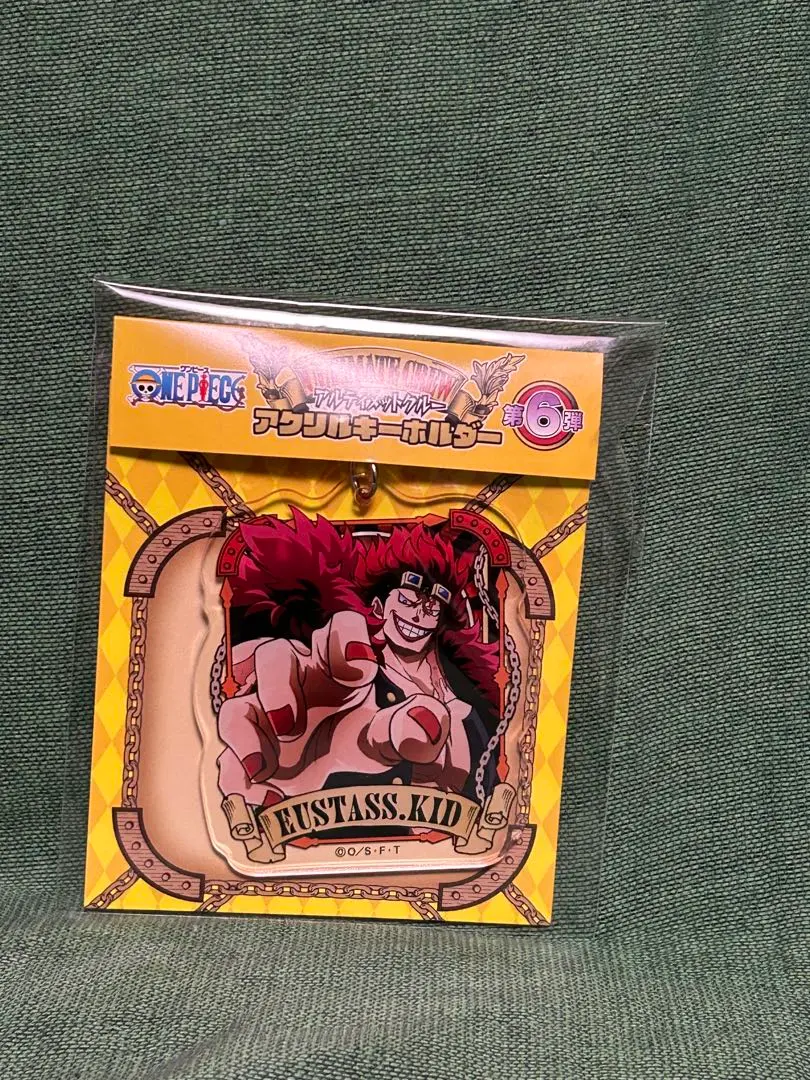 ワンピース
ONE PIECE
ULTIMATE CREW
アルティメットクルー
アクリルキーホルダー
第6弾
EUSTASS.KID
©O/S・F・T